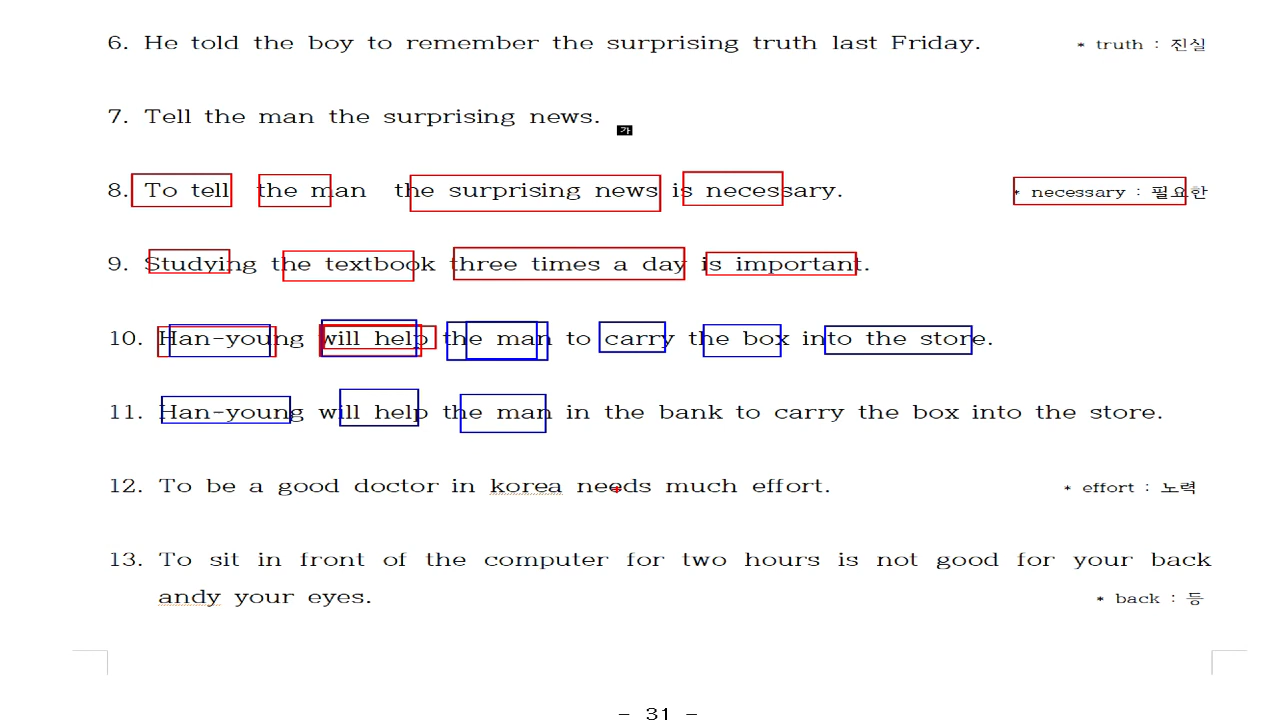 6. He told the boy to remember the surprising truth last Friday. * truth : 진실
7. Tell the man the surprising news.
가
8. To tell the man the surprising news is necessary. * necessary : 필요한
9. Studying the textbook three times a day is important.
10. Han-young will help the man to carry the box into the store.
11. Han-young will help the man in the bank to carry the box into the store.
12. To be a good doctor in korea needs much effort. * effort : 노력
13. To sit in front of the computer for two hours is not good for your back
andy your eyes. * back : 등
- 31 -